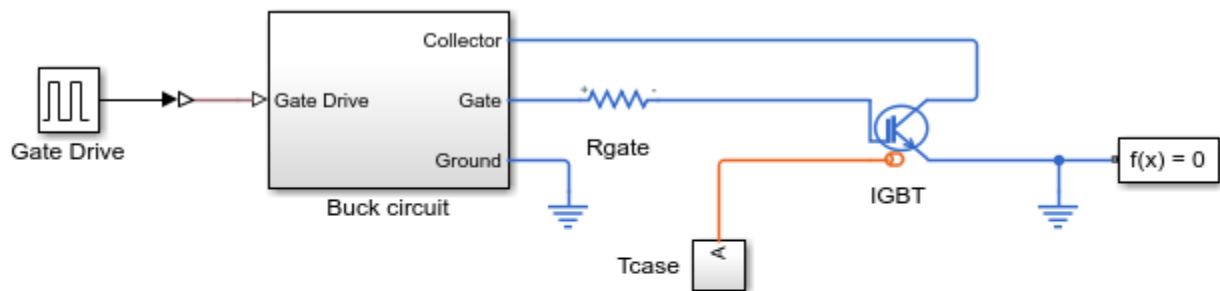 Collector
Gate Drive
Gate
Ground
Gate Drive
Buck circuit
+
-
Rgate
IGBT
f(x) = 0
Tcase
A